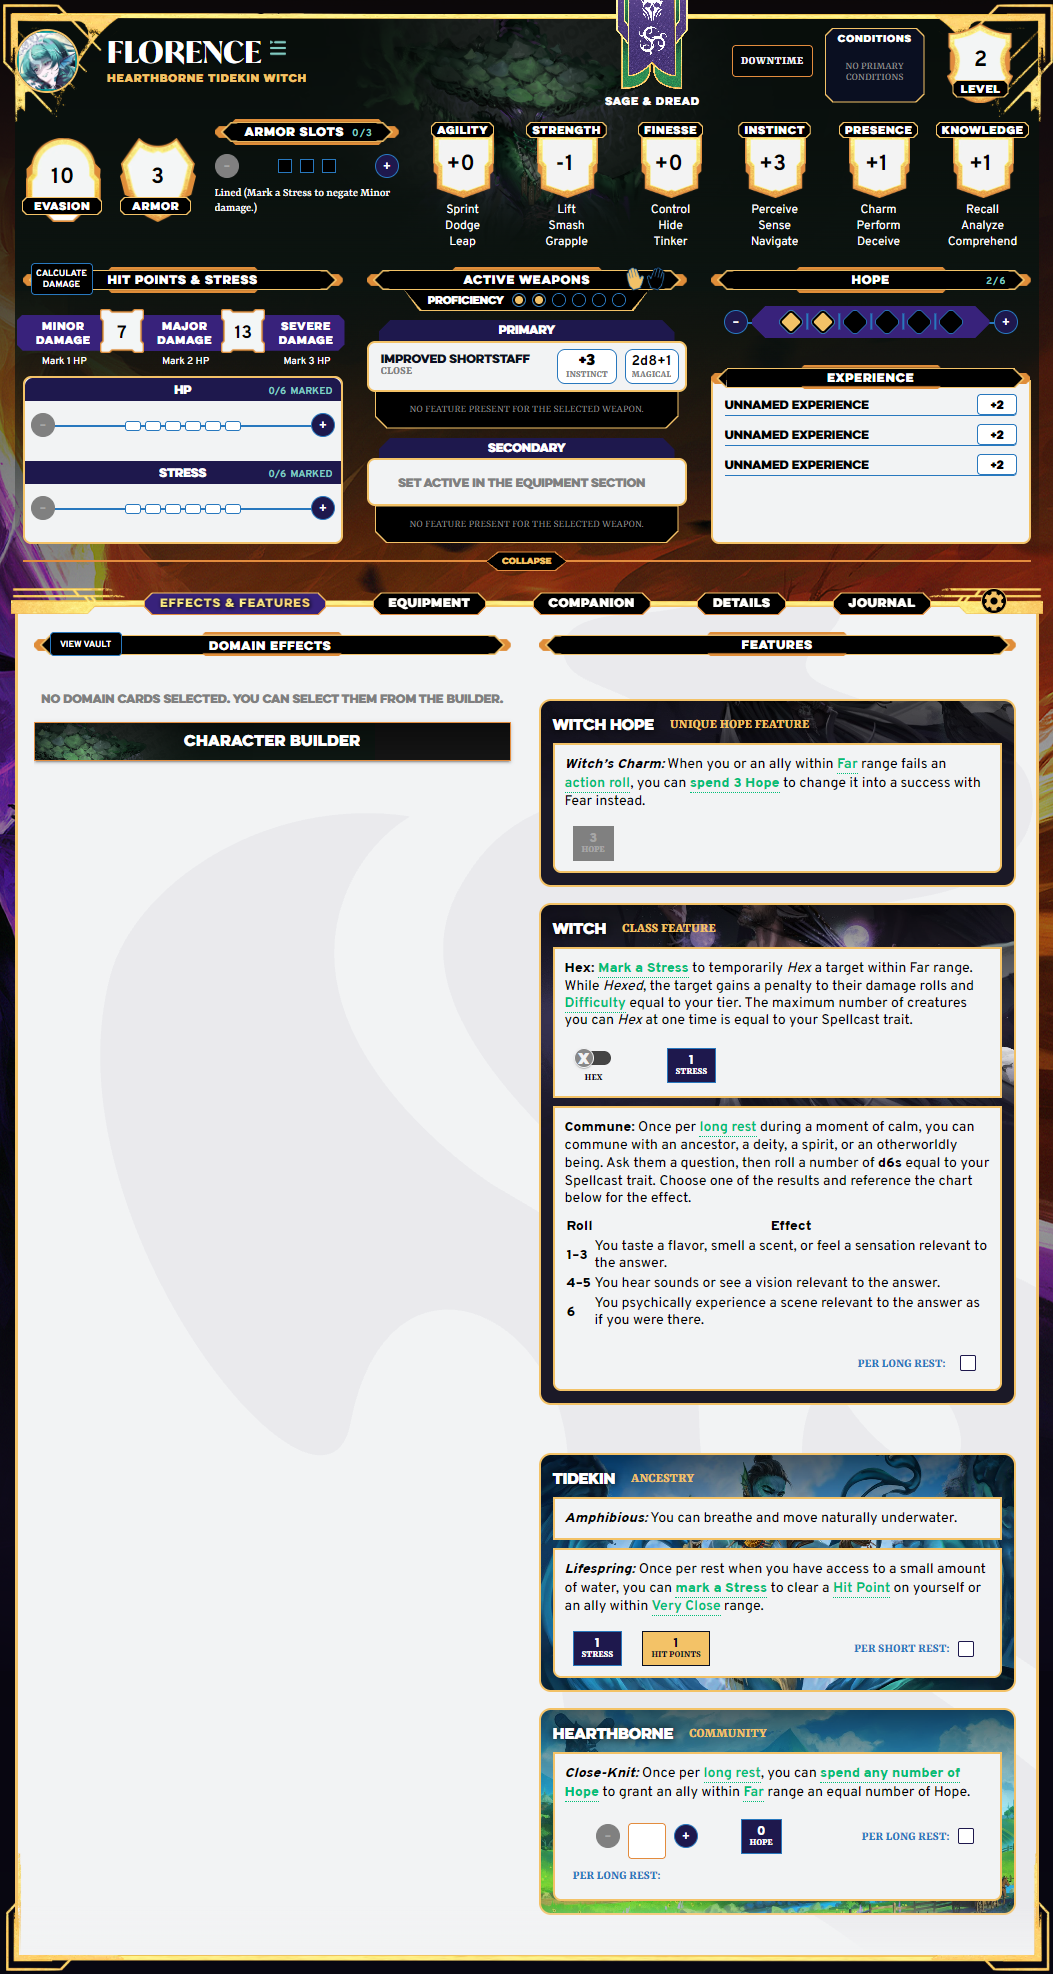 FLORENCE
HEARTHBORNE TIDEKIN WITCH
SAGE & DREAD
DOWNTIME
CONDITIONS
NO PRIMARY
CONDITIONS
2
LEVEL
10
EVASION
3
ARMOR
ARMOR SLOTS 0/3
Lined (Mark a Stress to negate Minor
damage.)
AGILITY
+0
Sprint
Dodge
Leap
STRENGTH
-1
Lift
Smash
Grapple
FINESSE
+0
Control
Hide
Tinker
INSTINCT
+3
Perceive
Sense
Navigate
PRESENCE
+1
Charm
Perform
Deceive
KNOWLEDGE
+1
Recall
Analyze
Comprehend
CALCULATE
DAMAGE
HIT POINTS & STRESS
MINOR
DAMAGE
7
MAJOR
DAMAGE
13
SEVERE
DAMAGE
Mark 1 HP
Mark 2 HP
Mark 3 HP
HP 0/6 MARKED
STRESS 0/6 MARKED
ACTIVE WEAPONS
PROFICIENCY
PRIMARY
IMPROVED SHORTSTAFF
CLOSE
+3
INSTINCT
2d8+1
MAGICAL
NO FEATURE PRESENT FOR THE SELECTED WEAPON.
SECONDARY
SET ACTIVE IN THE EQUIPMENT SECTION
NO FEATURE PRESENT FOR THE SELECTED WEAPON.
HOPE 2/6
EXPERIENCE
UNNAMED EXPERIENCE +2
UNNAMED EXPERIENCE +2
UNNAMED EXPERIENCE +2
COLLAPSE
EFFECTS & FEATURES
EQUIPMENT
COMPANION
DETAILS
JOURNAL
VIEW VAULT
DOMAIN EFFECTS
NO DOMAIN CARDS SELECTED. YOU CAN SELECT THEM FROM THE BUILDER.
CHARACTER BUILDER
FEATURES
WITCH HOPE UNIQUE HOPE FEATURE
Witch's Charm: When you or an ally within Far range fails an
action roll, you can spend 3 Hope to change it into a success with
Fear instead.
3
HOPE
WITCH CLASS FEATURE
Hex: Mark a Stress to temporarily Hex a target within Far range.
While Hexed, the target gains a penalty to their damage rolls and
Difficulty equal to your tier. The maximum number of creatures
you can Hex at one time is equal to your Spellcast trait.
X
HEX
1
STRESS
Commune: Once per long rest during a moment of calm, you can
commune with an ancestor, a deity, a spirit, or an otherworldly
being. Ask them a question, then roll a number of d6s equal to your
Spellcast trait. Choose one of the results and reference the chart
below for the effect.
Roll Effect
1–3 You taste a flavor, smell a scent, or feel a sensation relevant to
the answer.
4–5 You hear sounds or see a vision relevant to the answer.
6 You psychically experience a scene relevant to the answer as
if you were there.
PER LONG REST:
TIDEKIN ANCESTRY
Amphibious: You can breathe and move naturally underwater.
Lifespring: Once per rest when you have access to a small amount
of water, you can mark a Stress to clear a Hit Point on yourself or
an ally within Very Close range.
1
STRESS
1
HIT POINTS
PER SHORT REST:
HEARTHBORNE COMMUNITY
Close-Knit: Once per long rest, you can spend any number of
Hope to grant an ally within Far range an equal number of Hope.
0
HOPE
PER LONG REST:
PER LONG REST: